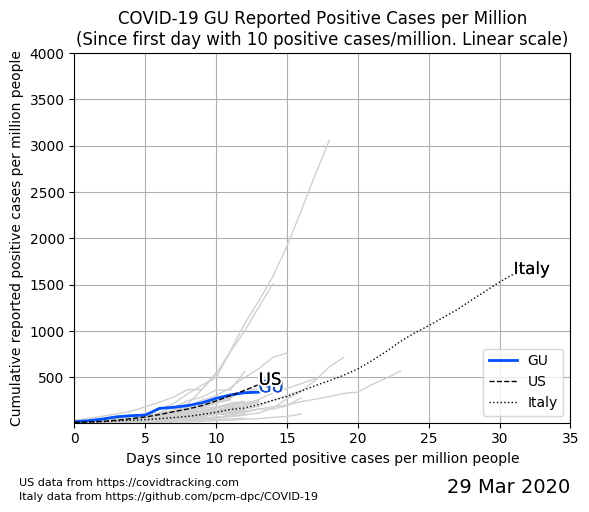 COVID-19 GU Reported Positive Cases per Million
(Since first day with 10 positive cases/million. Linear scale)
Cumulative reported positive cases per million people
4000
3500
3000
2500
2000
1500
1000
500
Italy
US
GU
GU
US
Italy
0 5 10 15 20 25 30 35
Days since 10 reported positive cases per million people
US data from https://covidtracking.com
Italy data from https://github.com/pcm-dpc/COVID-19
29 Mar 2020